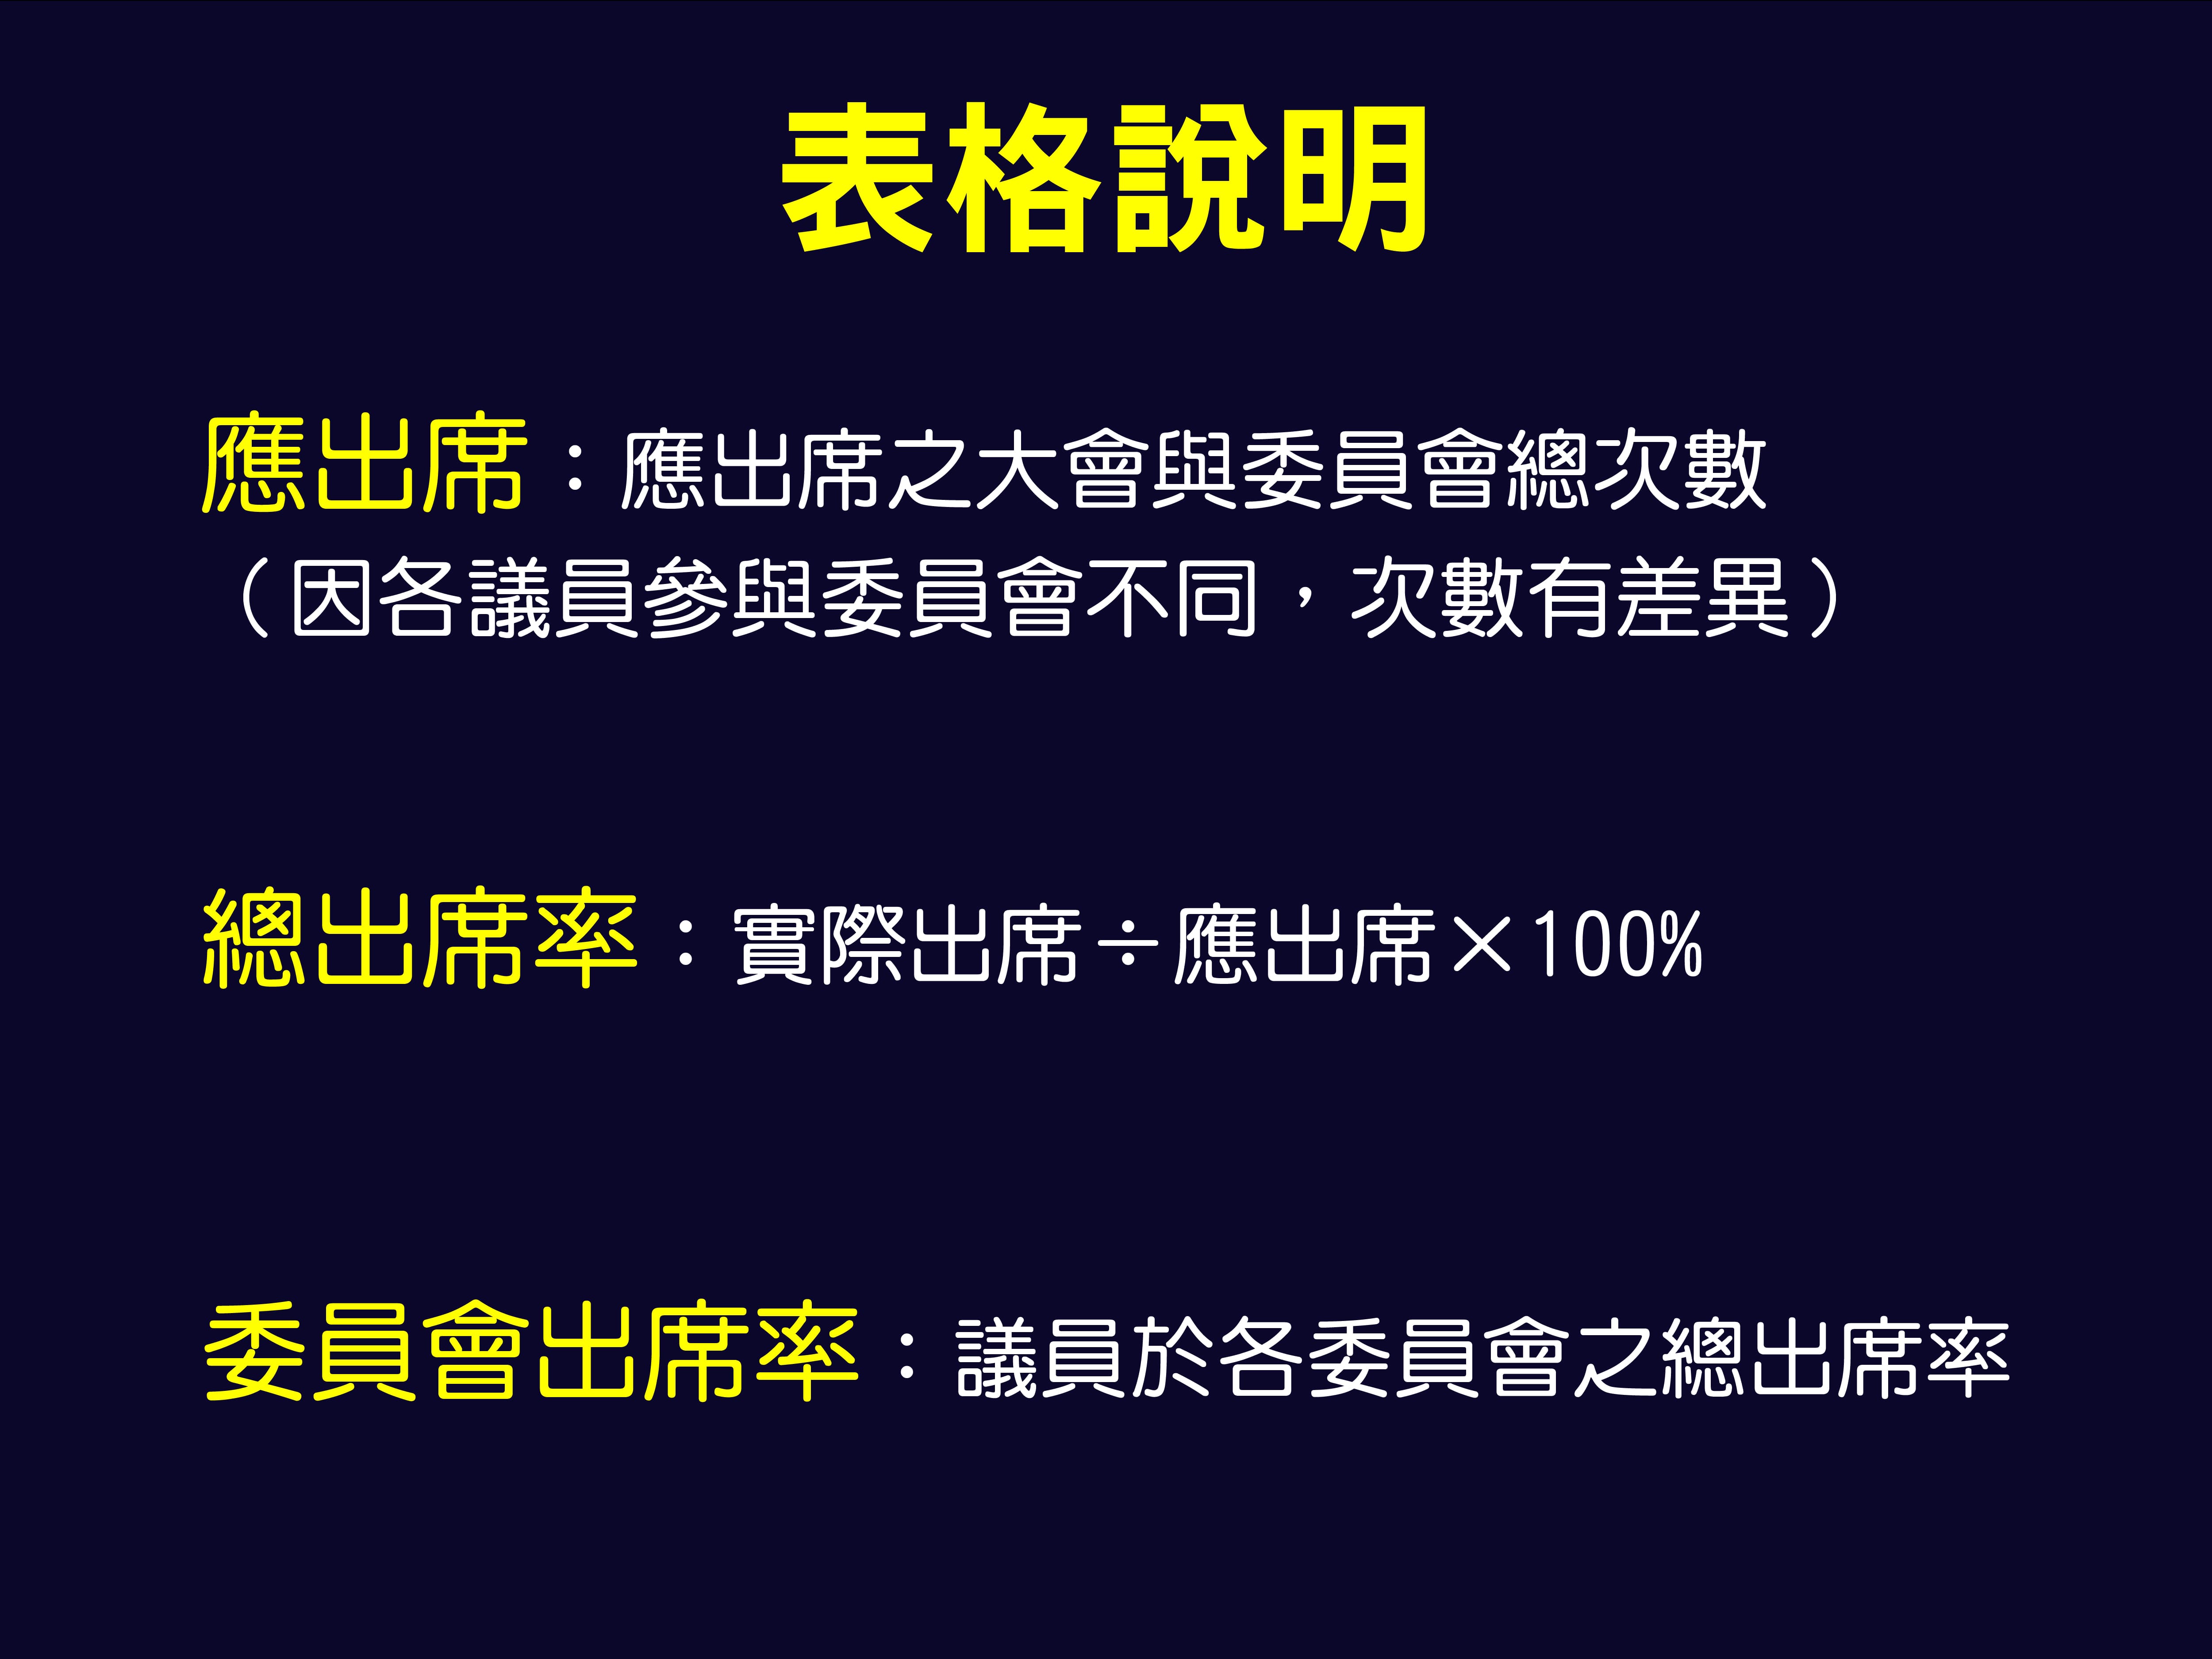 表格說明
應出席：應出席之大會與委員會總次數
（因各議員參與委員會不同，次數有差異）
總出席率：實際出席÷應出席×100%
委員會出席率：議員於各委員會之總出席率